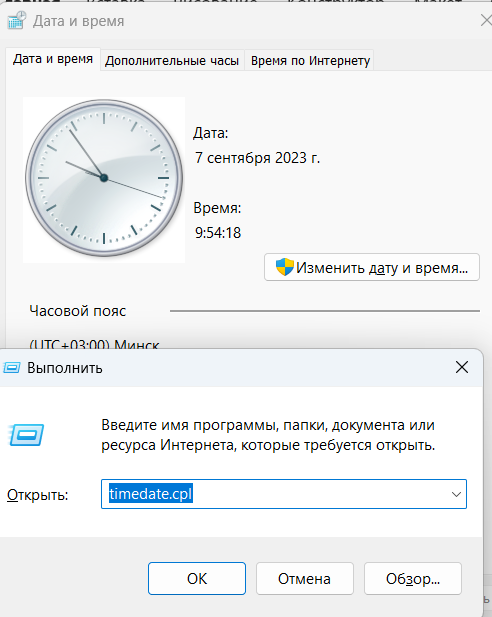 Дата и время
Дата и время
Дополнительные часы
Время по Интернету
Дата:
7 сентября 2023 г.
Время:
9:54:18
Изменить дату и время...
Часовой пояс
(UTC+03:00) Минск
Выполнить
Введите имя программы, папки, документа или
ресурса Интернета, которые требуется открыть.
Открыть:
timedate.cpl
ОК
Отмена
Обзор...